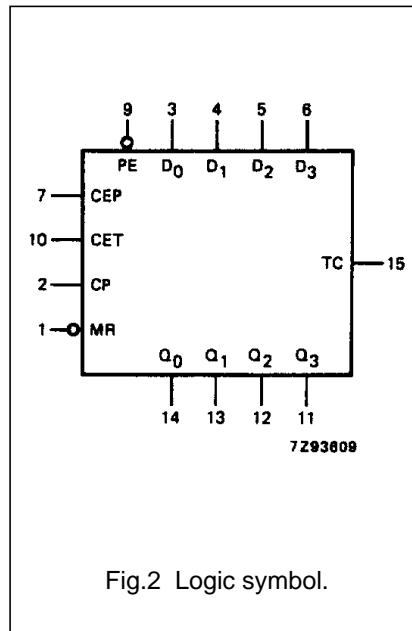 9 3 4 5 6
PE D0 D1 D2 D3
7 CEP
10 CET
TC 15
2 CP
1 MR
Q0 Q1 Q2 Q3
14 13 12 11
7Z93609
Fig.2 Logic symbol.